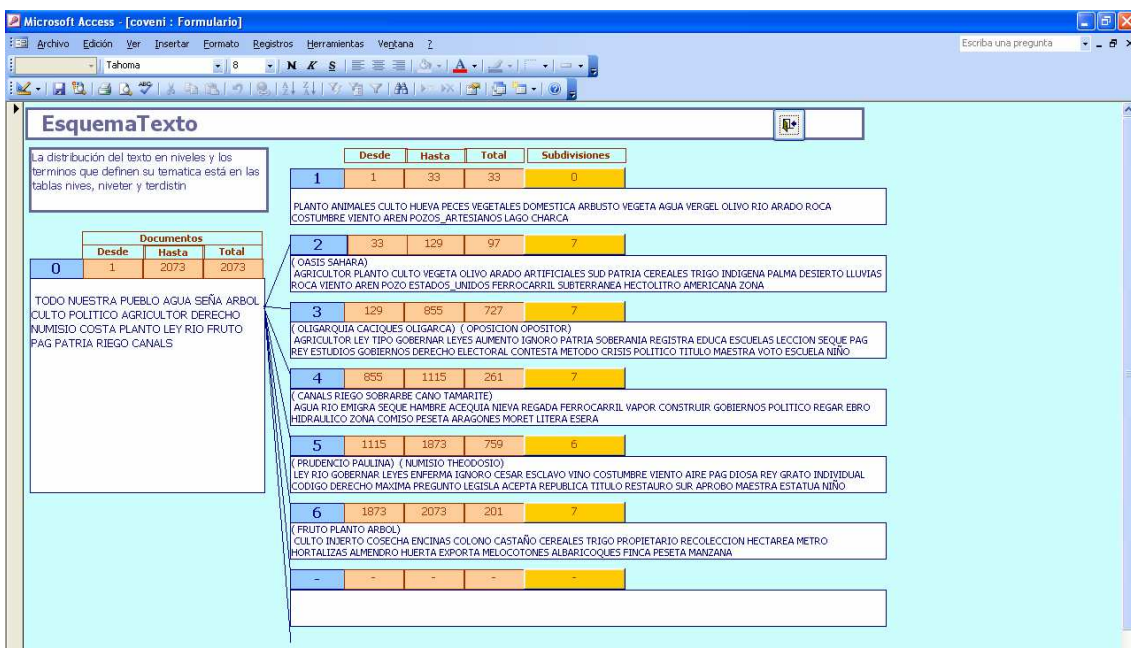 Microsoft Access - [coveni : Formulario]
Archivo Edición Ver Insertar Formato Registros Herramientas Ventana ?
Escriba una pregunta
Tahoma 8 N K S
EsquemaTexto
La distribución del texto en niveles y los
terminos que definen su tematica está en las
tablas nives, niveter y terdistin
Documentos
Desde Hasta Total
0 1 2073 2073
TODO NUESTRA PUEBLO AGUA SEÑA ARBOL
CULTO POLITICO AGRICULTOR DERECHO
NUMISIO COSTA PLANTO LEY RIO FRUTO
PAG PATRIA RIEGO CANALS
Desde Hasta Total Subdivisiones
1 1 33 33 0
PLANTO ANIMALES CULTO HUEVA PECES VEGETALES DOMESTICA ARBUSTO VEGETA AGUA VERGEL OLIVO RIO ARADO ROCA
COSTUMBRE VIENTO AREN POZOS_ARTESIANOS LAGO CHARCA
2 33 129 97 7
( OASIS SAHARA)
AGRICULTOR PLANTO CULTO VEGETA OLIVO ARADO ARTIFICIALES SUD PATRIA CEREALES TRIGO INDIGENA PALMA DESIERTO LLUVIAS
ROCA VIENTO AREN POZO ESTADOS_UNIDOS FERROCARRIL SUBTERRANEA HECTOLITRO AMERICANA ZONA
3 129 855 727 7
( OLIGARQUIA CACIQUES OLIGARCA) ( OPOSICION OPOSITOR)
AGRICULTOR LEY TIPO GOBERNAR LEYES AUMENTO IGNORO PATRIA SOBERANIA REGISTRA EDUCA ESCUELAS LECCION SEQUE PAG
REY ESTUDIOS GOBIERNOS DERECHO ELECTORAL CONTESTA METODO CRISIS POLITICO TITULO MAESTRA VOTO ESCUELA NIÑO
4 855 1115 261 7
( CANALS RIEGO SOBRARBE CANO TAMARITE)
AGUA RIO EMIGRA SEQUE HAMBRE ACEQUIA NIEVA REGADA FERROCARRIL VAPOR CONSTRUIR GOBIERNOS POLITICO REGAR EBRO
HIDRAULICO ZONA COMISO PESETA ARAGONES MORET LITERA ESERA
5 1115 1873 759 6
( PRUDENCIO PAULINA) ( NUMISIO THEODOSIO)
LEY RIO GOBERNAR LEYES ENFERMA IGNORO CESAR ESCLAVO VINO COSTUMBRE VIENTO AIRE PAG DIOSA REY GRATO INDIVIDUAL
CODIGO DERECHO MAXIMA PREGUNTO LEGISLA ACEPTA REPUBLICA TITULO RESTAURO SUR APROBO MAESTRA ESTATUA NIÑO
6 1873 2073 201 7
( FRUTO PLANTO ARBOL)
CULTO INJERTO COSECHA ENCINAS COLONO CASTAÑO CEREALES TRIGO PROPIETARIO RECOLECCION HECTAREA METRO
HORTALIZAS ALMENDRO HUERTA EXPORTA MELOCOTONES ALBARICOQUES FINCA PESETA MANZANA
- - - - -